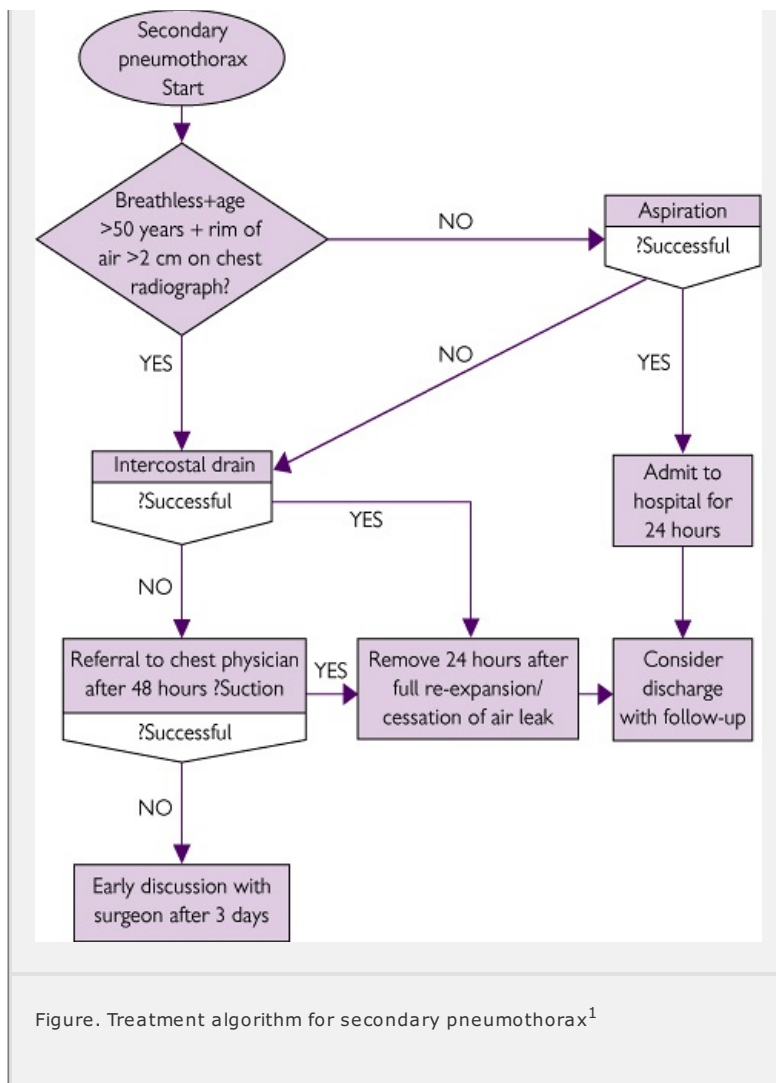 Secondary
pneumothorax
Start
Breathless+age
>50 years + rim of
air >2 cm on chest
radiograph?
NO
Aspiration
?Successful
YES
NO
YES
Intercostal drain
?Successful
YES
Admit to
hospital for
24 hours
NO
Referral to chest physician
after 48 hours ?Suction
?Successful
YES
Remove 24 hours after
full re-expansion/
cessation of air leak
Consider
discharge
with follow-up
NO
Early discussion with
surgeon after 3 days
Figure. Treatment algorithm for secondary pneumothorax1